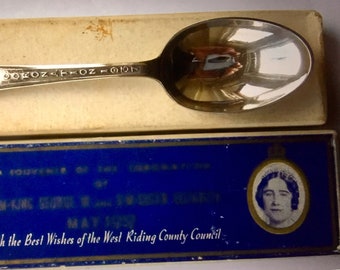 CORONATION 1937
SOUVENIR OF THE CORONATION
OF
KING GEORGE VI AND QUEEN ELIZABETH
MAY 1937
the Best Wishes of the West Riding County Council